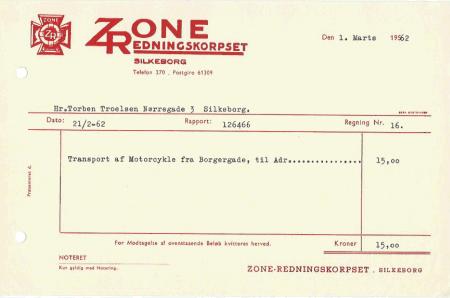 ZONE
REDNINGSKORPSET
SILKEBORG
Telefon 370 . Postgiro 61309
Den 1. Marts 1962
Hr.Torben Troelsen Nørregade 3 Silkeborg.
Dato: 21/2-62 Rapport: 126466 Regning Nr. 16.
Transport af Motorcykle fra Borgergade, til Adr................ 15,00
For Modtagelse af ovenstaaende Beløb kvitteres herved. Kroner 15,00
NOTERET
Kun gyldig med Notering.
ZONE-REDNINGSKORPSET . SILKEBORG